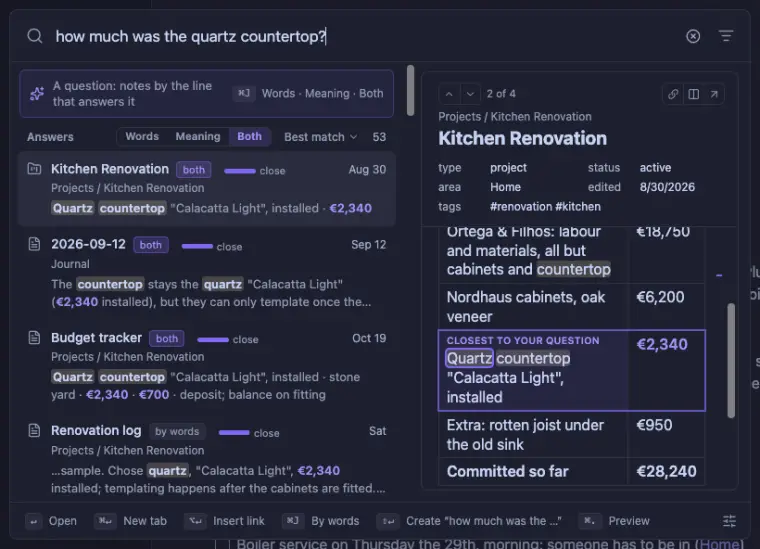 how much was the quartz countertop?
A question: notes by the line
that answers it
⌘J Words · Meaning · Both
Answers Words Meaning Both Best match 53
Kitchen Renovation both close Aug 30
Projects / Kitchen Renovation
Quartz countertop "Calacatta Light", installed · €2,340
2026-09-12 both close Sep 12
Journal
The countertop stays the quartz "Calacatta Light"
(€2,340 installed), but they can only template once the…
Budget tracker both close Oct 19
Projects / Kitchen Renovation
Quartz countertop "Calacatta Light", installed · stone
yard · €2,340 · €700 · deposit; balance on fitting
Renovation log by words close Sat
Projects / Kitchen Renovation
…sample. Chose quartz, "Calacatta Light", €2,340
installed; templating happens after the cabinets are fitted.…
2 of 4
Projects / Kitchen Renovation
Kitchen Renovation
type project status active
area Home edited 8/30/2026
tags #renovation #kitchen
Ortega & Filhos: labour €18,750
and materials, all but
cabinets and countertop
Nordhaus cabinets, oak €6,200
veneer
CLOSEST TO YOUR QUESTION
Quartz countertop €2,340
"Calacatta Light",
installed
Extra: rotten joist under €950
the old sink
Committed so far €28,240
↵ Open ⌘↵ New tab ⌥↵ Insert link ⌘J By words ⇧↵ Create "how much was the …" ⌘. Preview
Boiler service on Thursday the 29th, morning; someone has to be in (Home)